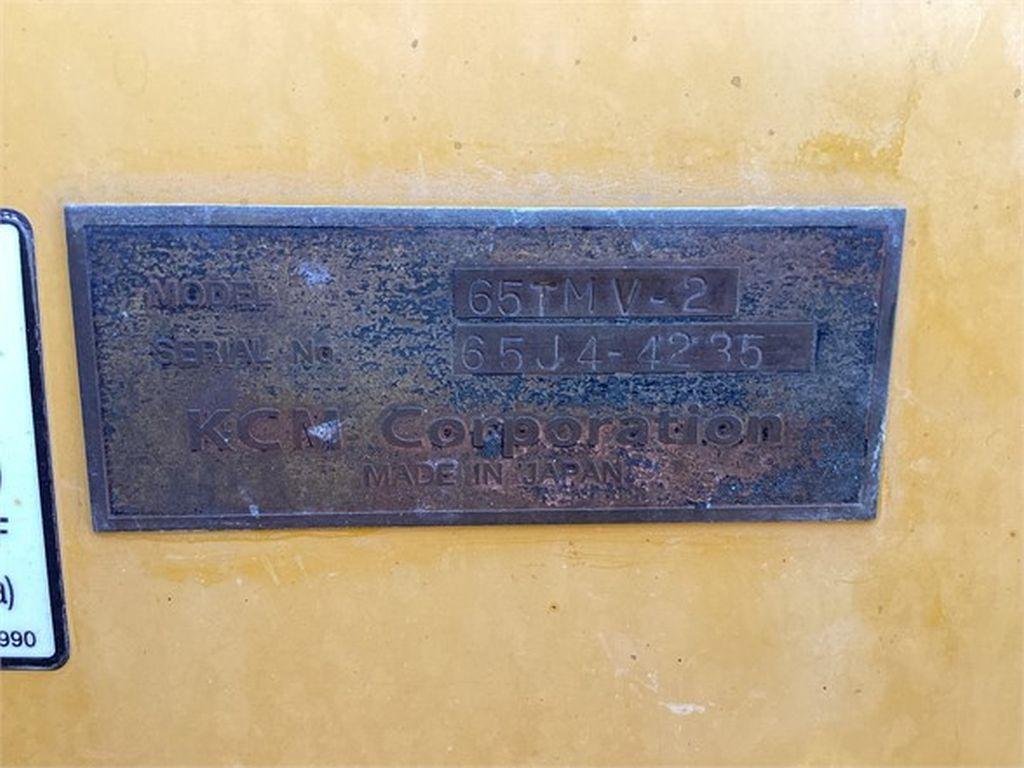 MODEL 65TMV-2
SERIAL No. 65J4-4235
KCM Corporation
MADE IN JAPAN
a)
990